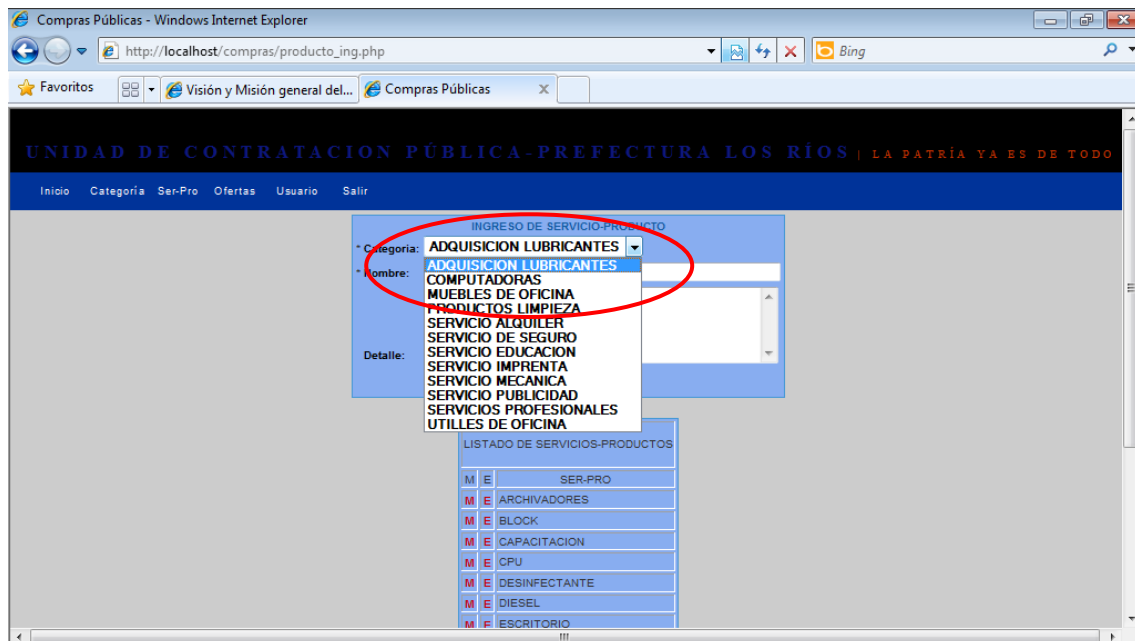 Compras Públicas - Windows Internet Explorer
http://localhost/compras/producto_ing.php
Bing
Favoritos
Visión y Misión general del...
Compras Públicas
UNIDAD DE CONTRATACION PÚBLICA-PREFECTURA LOS RÍOS | LA PATRÍA YA ES DE TODO
Inicio Categoría Ser-Pro Ofertas Usuario Salir
INGRESO DE SERVICIO-PRODUCTO
* Categoria: ADQUISICION LUBRICANTES
ADQUISICION LUBRICANTES
* Nombre:
COMPUTADORAS
MUEBLES DE OFICINA
PRODUCTOS LIMPIEZA
SERVICIO ALQUILER
SERVICIO DE SEGURO
SERVICIO EDUCACION
Detalle:
SERVICIO IMPRENTA
SERVICIO MECANICA
SERVICIO PUBLICIDAD
SERVICIOS PROFESIONALES
UTILLES DE OFICINA
LISTADO DE SERVICIOS-PRODUCTOS
M E SER-PRO
M E ARCHIVADORES
M E BLOCK
M E CAPACITACION
M E CPU
M E DESINFECTANTE
M E DIESEL
M E ESCRITORIO